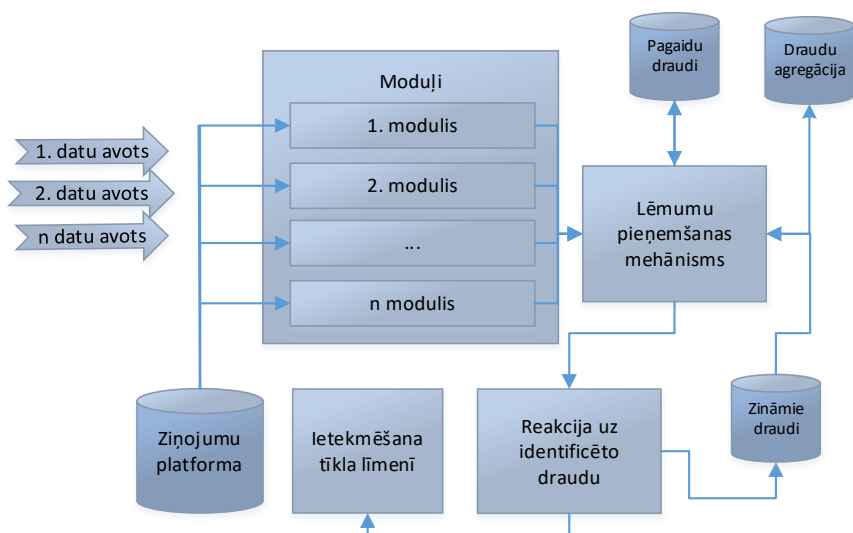 Pagaidu
draudi
Draudu
agregācija
Moduļi
1. modulis
2. modulis
...
n modulis
1. datu avots
2. datu avots
n datu avots
Lēmumu
pieņemšanas
mehānisms
Ziņojumu
platforma
Ietekmēšana
tīkla līmenī
Reakcija uz
identificēto
draudu
Zināmie
draudi